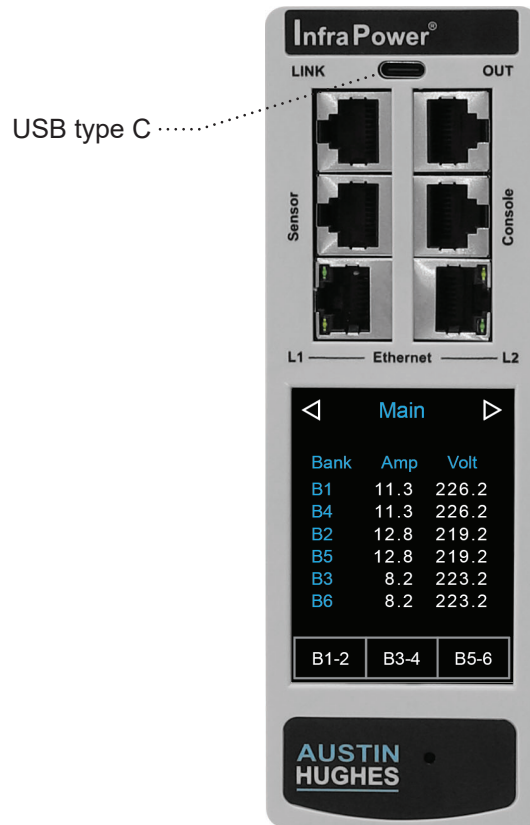 InfraPower®
LINK OUT
USB type C
Sensor
Console
L1 Ethernet L2
Main
Bank Amp Volt
B1 11.3 226.2
B4 11.3 226.2
B2 12.8 219.2
B5 12.8 219.2
B3 8.2 223.2
B6 8.2 223.2
B1-2 B3-4 B5-6
AUSTIN
HUGHES